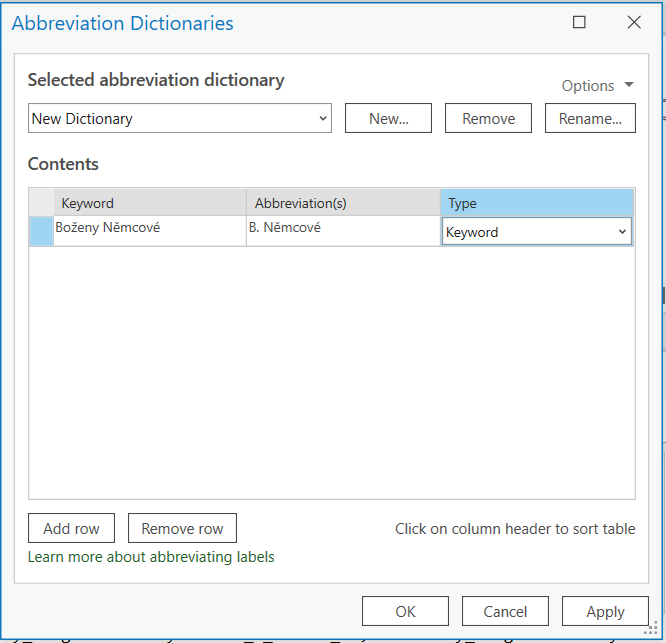 Abbreviation Dictionaries
Selected abbreviation dictionary
Options
New Dictionary
New...
Remove
Rename...
Contents
Keyword Abbreviation(s) Type
Boženy Němcové B. Němcové Keyword
Add row
Remove row
Click on column header to sort table
Learn more about abbreviating labels
OK
Cancel
Apply